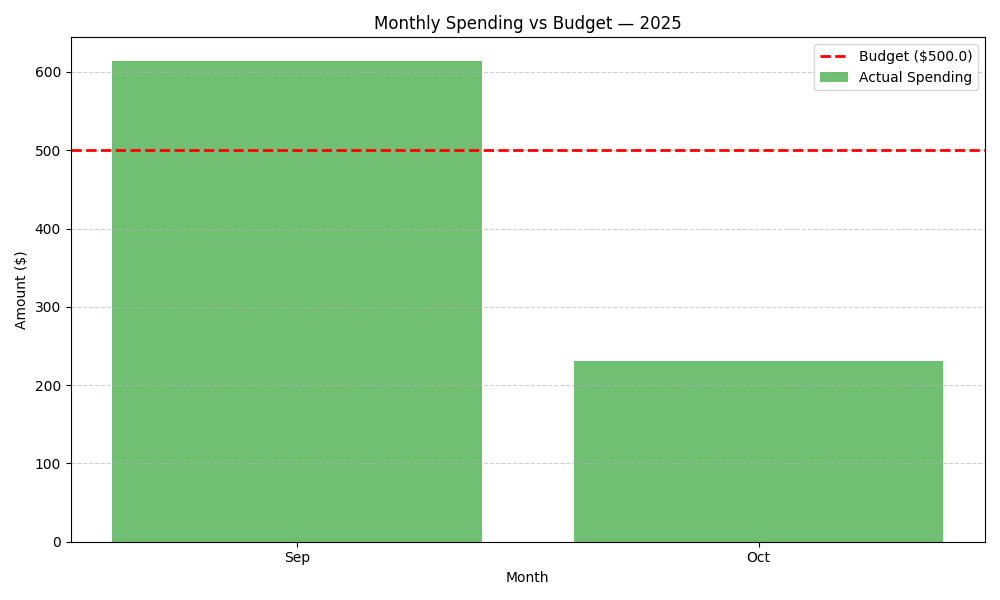 Monthly Spending vs Budget — 2025
Budget ($500.0)
Actual Spending
Amount ($)
600
500
400
300
200
100
0
Sep Oct
Month